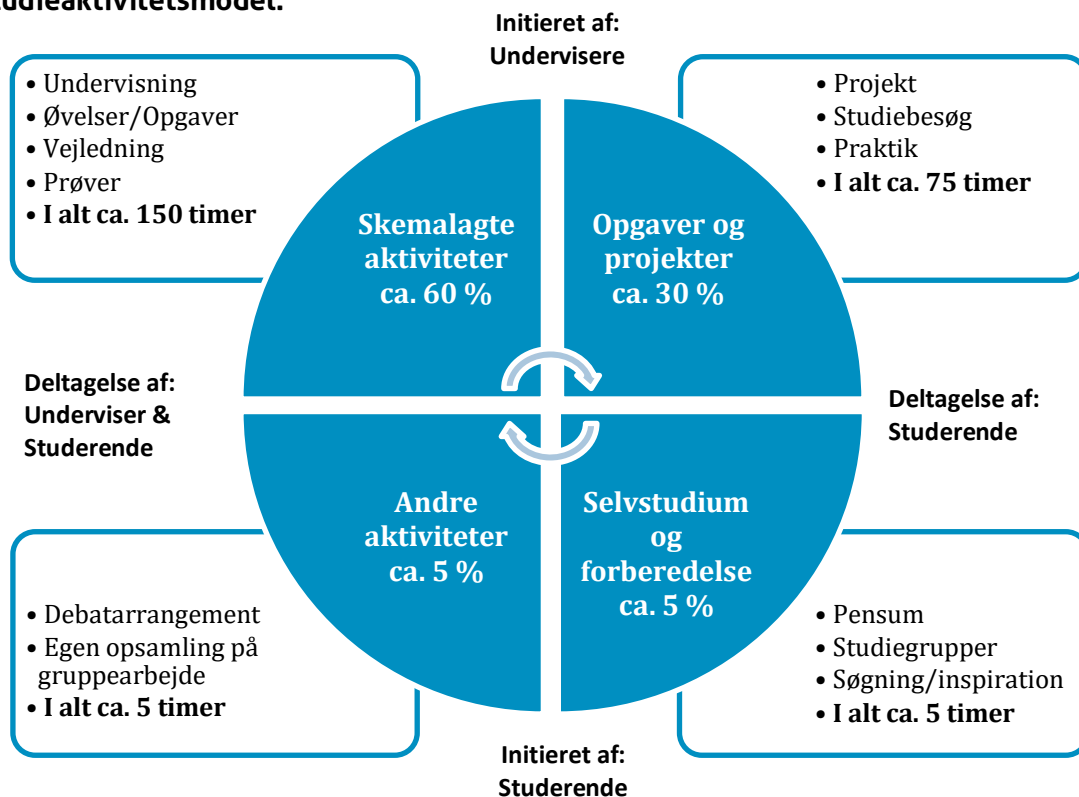 Initieret af:
Undervisere
• Undervisning
• Øvelser/Opgaver
• Vejledning
• Prøver
• I alt ca. 150 timer
• Projekt
• Studiebesøg
• Praktik
• I alt ca. 75 timer
Skemalagte
aktiviteter
ca. 60 %
Opgaver og
projekter
ca. 30 %
Deltagelse af:
Underviser &
Studerende
Deltagelse af:
Studerende
Andre
aktiviteter
ca. 5 %
Selvstudium
og
forberedelse
ca. 5 %
• Debatarrangement
• Egen opsamling på
gruppearbejde
• I alt ca. 5 timer
• Pensum
• Studiegrupper
• Søgning/inspiration
• I alt ca. 5 timer
Initieret af:
Studerende